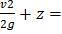 v2/2g + z =